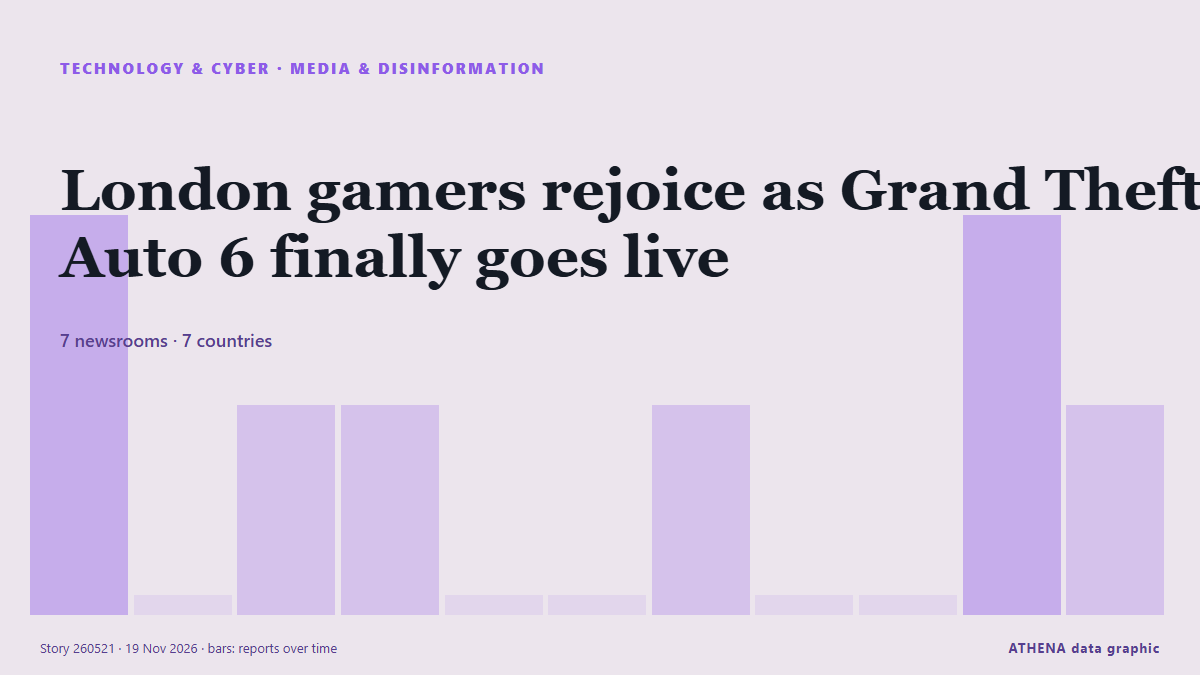 TECHNOLOGY & CYBER · MEDIA & DISINFORMATION
London gamers rejoice as Grand Theft
Auto 6 finally goes live
7 newsrooms · 7 countries
Story 260521 · 19 Nov 2026 · bars: reports over time
ATHENA data graphic